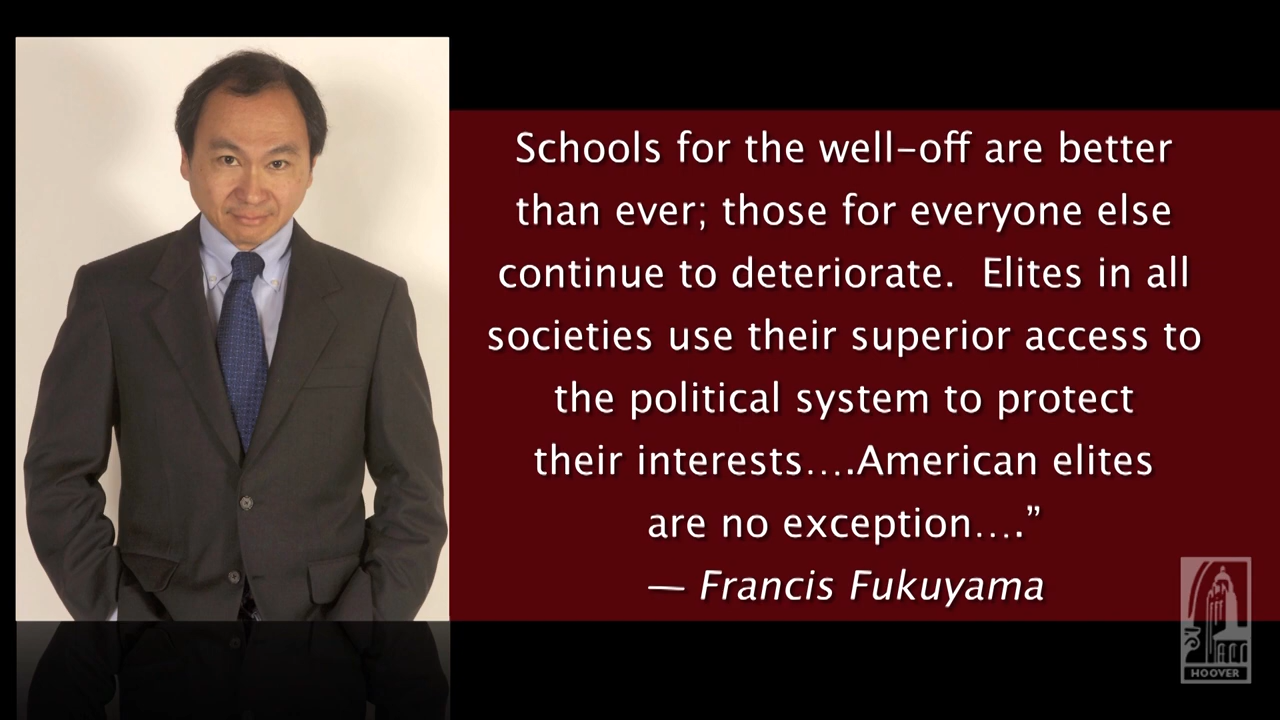 Schools for the well-off are better
than ever; those for everyone else
continue to deteriorate.  Elites in all
societies use their superior access to
the political system to protect
their interests….American elites
are no exception….”
— Francis Fukuyama
HOOVER